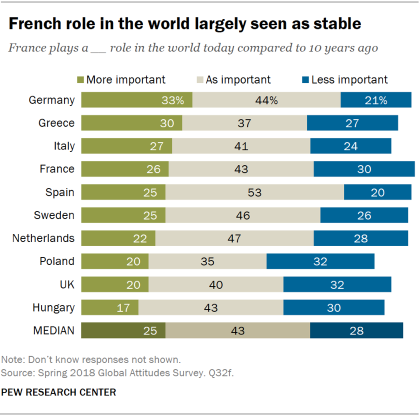 French role in the world largely seen as stable
France plays a __ role in the world today compared to 10 years ago
More important As important Less important
Germany 33% 44% 21%
Greece 30 37 27
Italy 27 41 24
France 26 43 30
Spain 25 53 20
Sweden 25 46 26
Netherlands 22 47 28
Poland 20 35 32
UK 20 40 32
Hungary 17 43 30
MEDIAN 25 43 28
Note: Don't know responses not shown.
Source: Spring 2018 Global Attitudes Survey. Q32f.
PEW RESEARCH CENTER